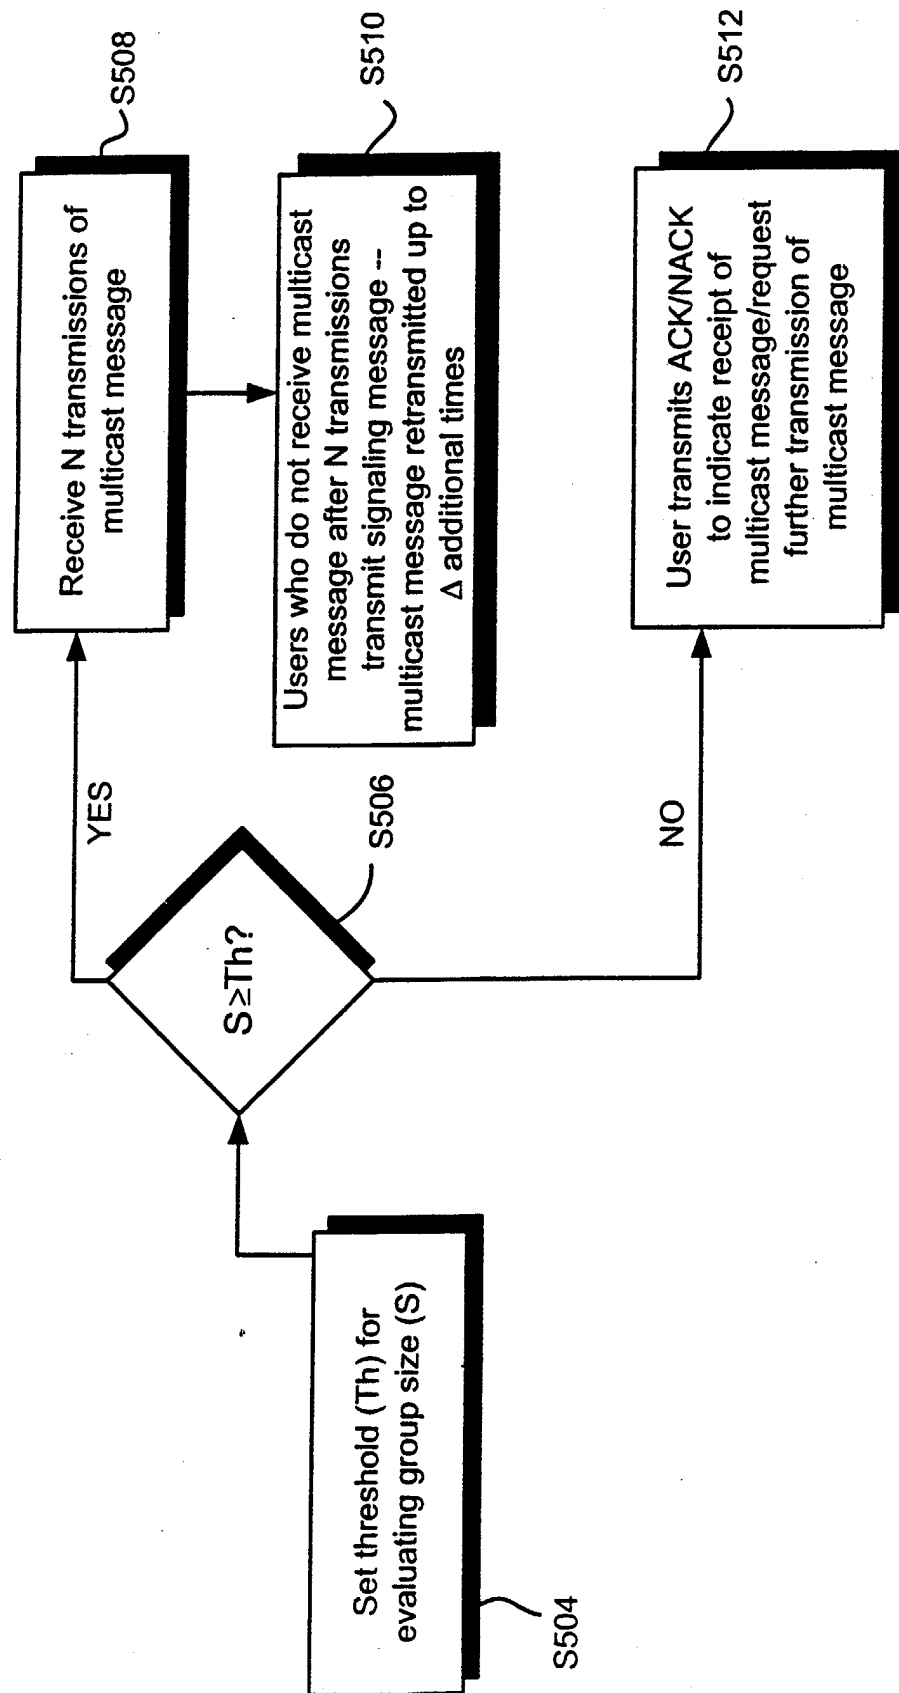 Set threshold (Th) for
evaluating group size (S)
S504
S≥Th?
S506
YES
Receive N transmissions of
multicast message
S508
Users who do not receive multicast
message after N transmissions
transmit signaling message --
multicast message retransmitted up to
Δ additional times
S510
NO
User transmits ACK/NACK
to indicate receipt of
multicast message/request
further transmission of
multicast message
S512